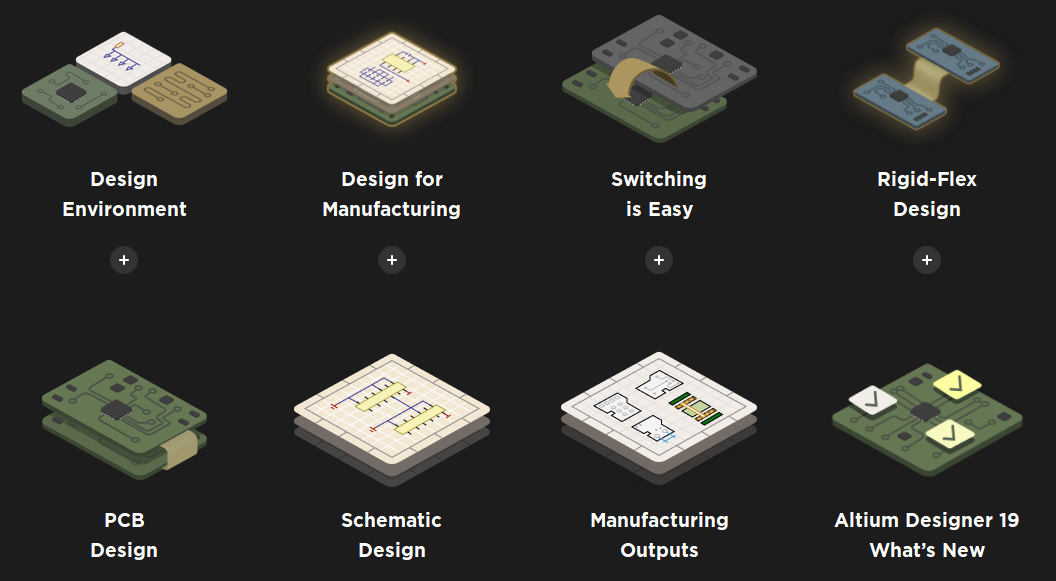 Design
Environment
Design for
Manufacturing
Switching
is Easy
Rigid-Flex
Design
+
+
+
+
PCB
Design
Schematic
Design
Manufacturing
Outputs
Altium Designer 19
What’s New